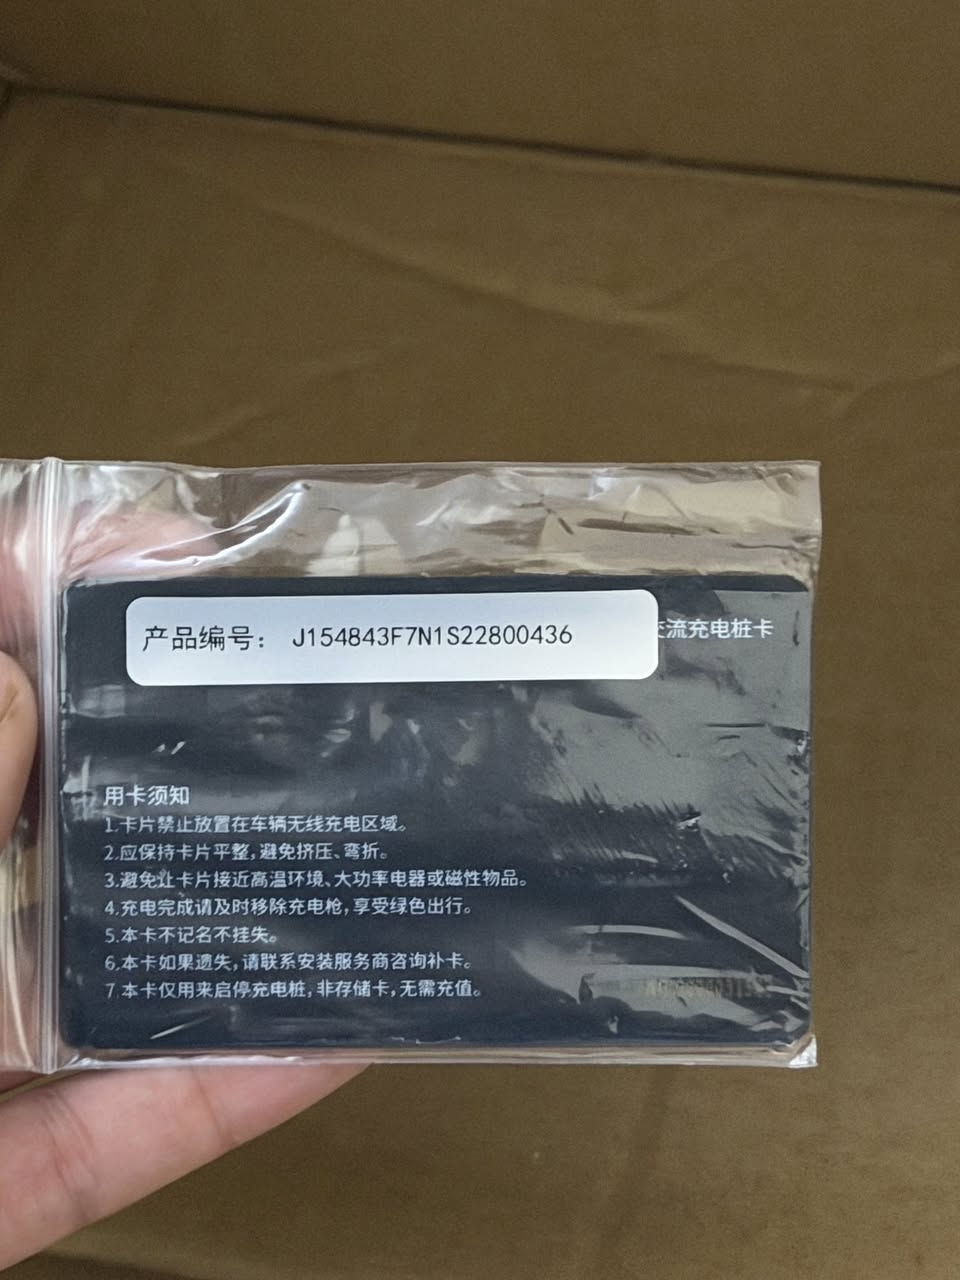 产品编号： J154843F7N1S22800436
流充电桩卡
用卡须知
1.卡片禁止放置在车辆无线充电区域。
2.应保持卡片平整,避免挤压、弯折。
3.避免让卡片接近高温环境、大功率电器或磁性物品。
4.充电完成请及时移除充电枪,享受绿色出行。
5.本卡不记名不挂失。
6.本卡如果遗失,请联系安装服务商咨询补卡。
7.本卡仅用来启停充电桩,非存储卡,无需充值。